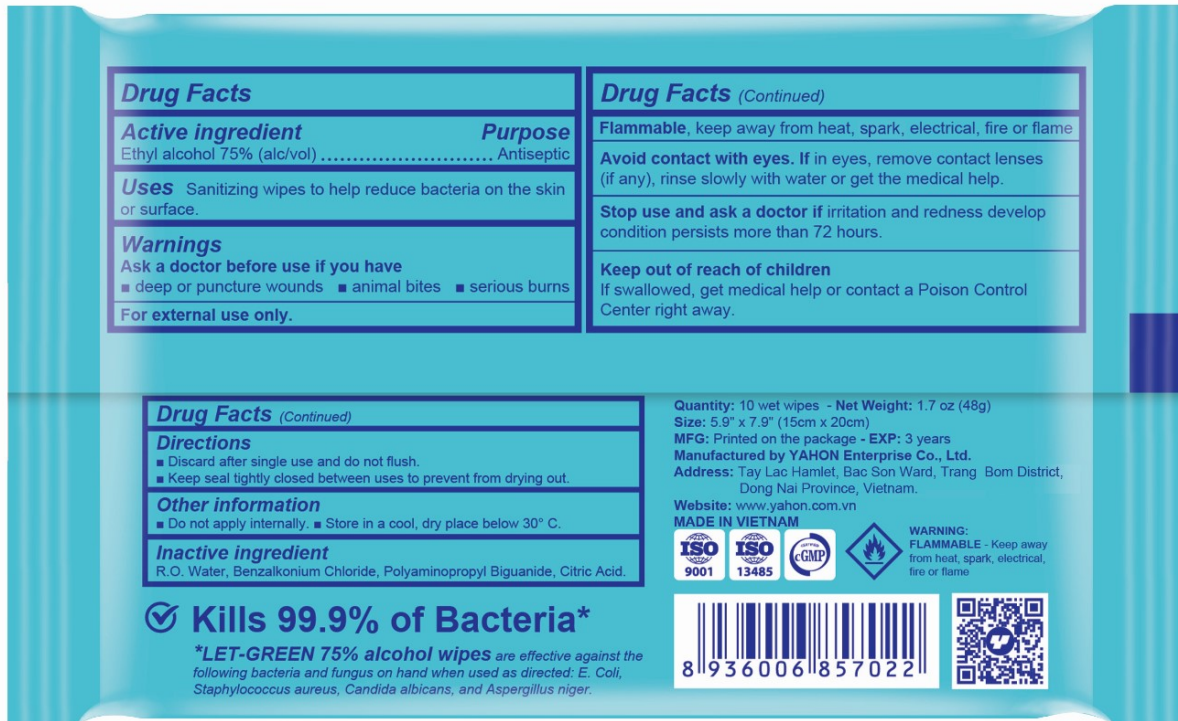 Drug Facts
Active ingredient Purpose
Ethyl alcohol 75% (alc/vol) ............................ Antiseptic
Uses Sanitizing wipes to help reduce bacteria on the skin
or surface.
Warnings
Ask a doctor before use if you have
■ deep or puncture wounds ■ animal bites ■ serious burns
For external use only.
Drug Facts (Continued)
Flammable, keep away from heat, spark, electrical, fire or flame
Avoid contact with eyes. If in eyes, remove contact lenses
(if any), rinse slowly with water or get the medical help.
Stop use and ask a doctor if irritation and redness develop
condition persists more than 72 hours.
Keep out of reach of children
If swallowed, get medical help or contact a Poison Control
Center right away.
Drug Facts (Continued)
Directions
■ Discard after single use and do not flush.
■ Keep seal tightly closed between uses to prevent from drying out.
Other information
■ Do not apply internally. ■ Store in a cool, dry place below 30° C.
Inactive ingredient
R.O. Water, Benzalkonium Chloride, Polyaminopropyl Biguanide, Citric Acid.
Kills 99.9% of Bacteria*
*LET-GREEN 75% alcohol wipes are effective against the
following bacteria and fungus on hand when used as directed: E. Coli,
Staphylococcus aureus, Candida albicans, and Aspergillus niger.
Quantity: 10 wet wipes - Net Weight: 1.7 oz (48g)
Size: 5.9" x 7.9" (15cm x 20cm)
MFG: Printed on the package - EXP: 3 years
Manufactured by YAHON Enterprise Co., Ltd.
Address: Tay Lac Hamlet, Bac Son Ward, Trang Bom District,
Dong Nai Province, Vietnam.
Website: www.yahon.com.vn
MADE IN VIETNAM
ISO
9001
ISO
13485
CERTIFIED
cGMP
WARNING:
FLAMMABLE - Keep away
from heat, spark, electrical,
fire or flame
8 936006 857022